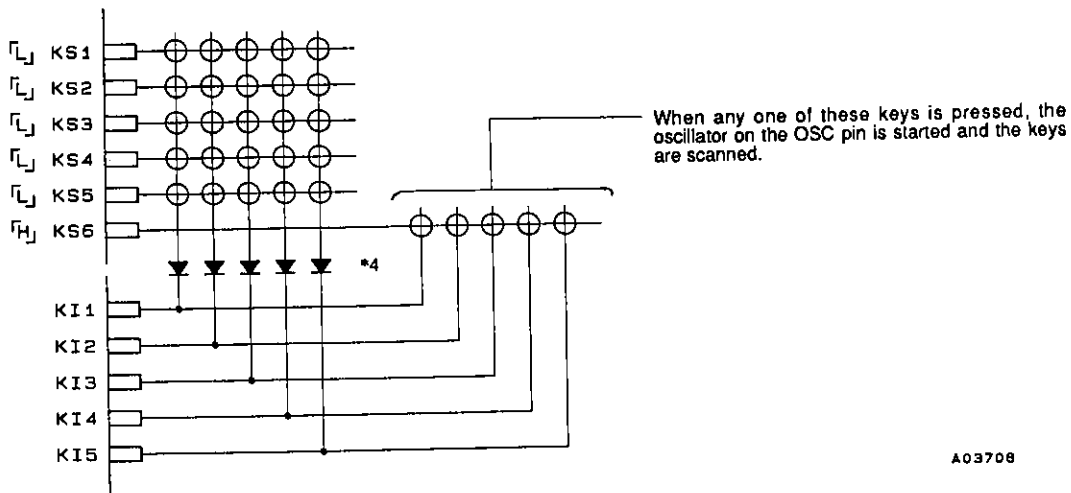 「L」 KS1
「L」 KS2
「L」 KS3
「L」 KS4
「L」 KS5
「H」 KS6
When any one of these keys is pressed, the
oscillator on the OSC pin is started and the keys
are scanned.
*4
KI1
KI2
KI3
KI4
KI5
A03708